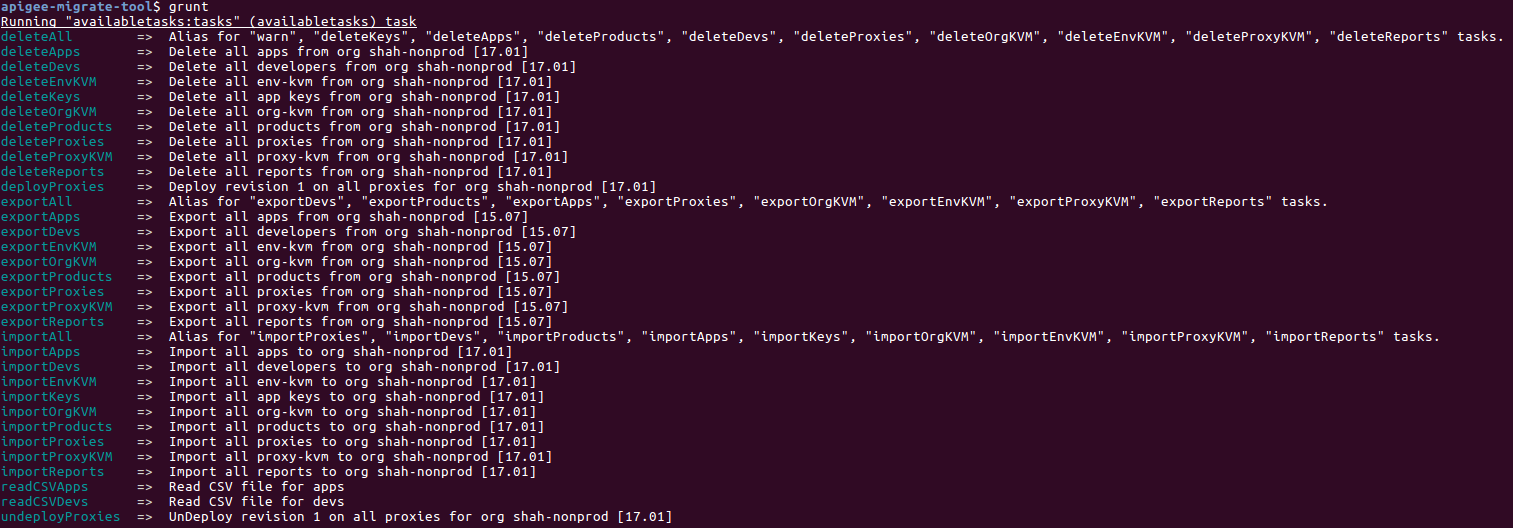 apigee-migrate-tool$ grunt
Running "availabletasks:tasks" (availabletasks) task
deleteAll => Alias for "warn", "deleteKeys", "deleteApps", "deleteProducts", "deleteDevs", "deleteProxies", "deleteOrgKVM", "deleteEnvKVM", "deleteProxyKVM", "deleteReports" tasks.
deleteApps => Delete all apps from org shah-nonprod [17.01]
deleteDevs => Delete all developers from org shah-nonprod [17.01]
deleteEnvKVM => Delete all env-kvm from org shah-nonprod [17.01]
deleteKeys => Delete all app keys from org shah-nonprod [17.01]
deleteOrgKVM => Delete all org-kvm from org shah-nonprod [17.01]
deleteProducts => Delete all products from org shah-nonprod [17.01]
deleteProxies => Delete all proxies from org shah-nonprod [17.01]
deleteProxyKVM => Delete all proxy-kvm from org shah-nonprod [17.01]
deleteReports => Delete all reports from org shah-nonprod [17.01]
deployProxies => Deploy revision 1 on all proxies for org shah-nonprod [17.01]
exportAll => Alias for "exportDevs", "exportProducts", "exportApps", "exportProxies", "exportOrgKVM", "exportEnvKVM", "exportProxyKVM", "exportReports" tasks.
exportApps => Export all apps from org shah-nonprod [15.07]
exportDevs => Export all developers from org shah-nonprod [15.07]
exportEnvKVM => Export all env-kvm from org shah-nonprod [15.07]
exportOrgKVM => Export all org-kvm from org shah-nonprod [15.07]
exportProducts => Export all products from org shah-nonprod [15.07]
exportProxies => Export all proxies from org shah-nonprod [15.07]
exportProxyKVM => Export all proxy-kvm from org shah-nonprod [15.07]
exportReports => Export all reports from org shah-nonprod [15.07]
importAll => Alias for "importProxies", "importDevs", "importProducts", "importApps", "importKeys", "importOrgKVM", "importEnvKVM", "importProxyKVM", "importReports" tasks.
importApps => Import all apps to org shah-nonprod [17.01]
importDevs => Import all developers to org shah-nonprod [17.01]
importEnvKVM => Import all env-kvm to org shah-nonprod [17.01]
importKeys => Import all app keys to org shah-nonprod [17.01]
importOrgKVM => Import all org-kvm to org shah-nonprod [17.01]
importProducts => Import all products to org shah-nonprod [17.01]
importProxies => Import all proxies to org shah-nonprod [17.01]
importProxyKVM => Import all proxy-kvm to org shah-nonprod [17.01]
importReports => Import all reports to org shah-nonprod [17.01]
readCSVApps => Read CSV file for apps
readCSVDevs => Read CSV file for devs
undeployProxies => UnDeploy revision 1 on all proxies for org shah-nonprod [17.01]